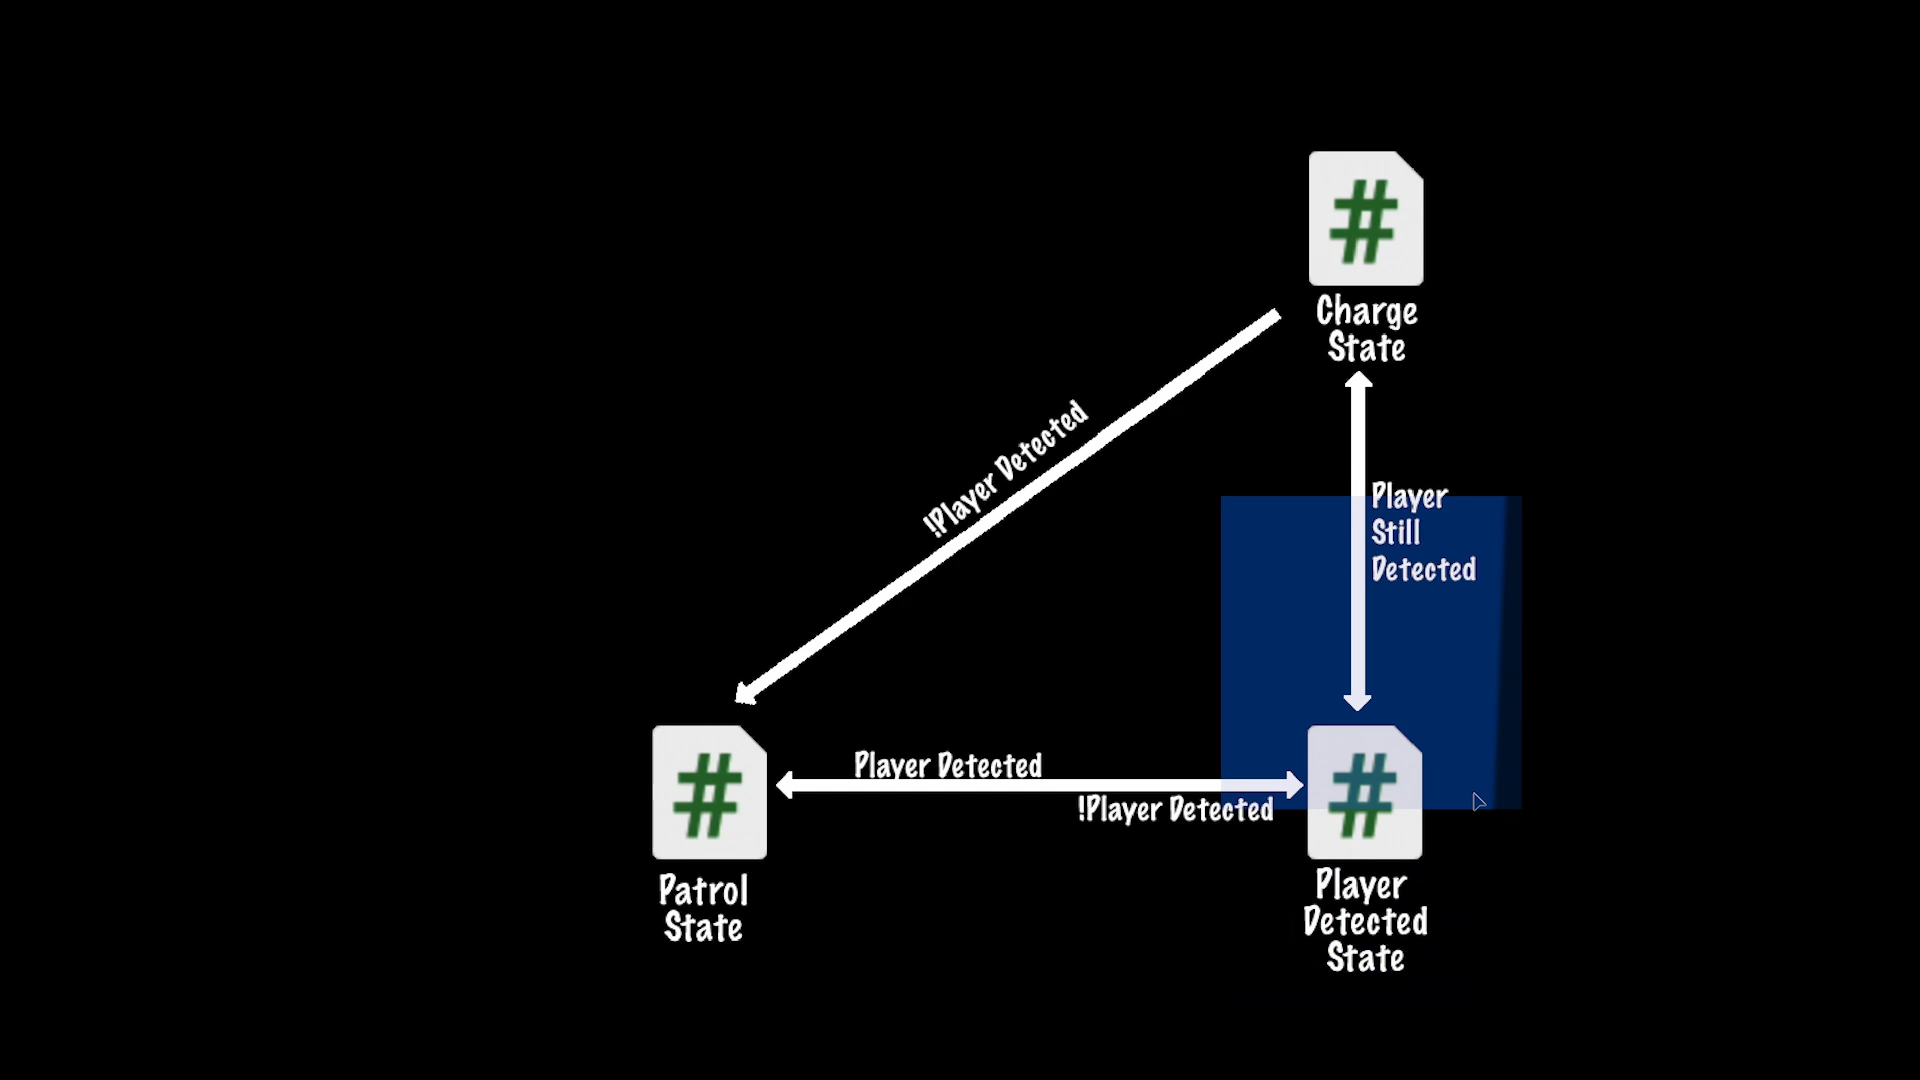 #
Charge
State
!Player Detected
Player
Still
Detected
Player Detected
!Player Detected
#
#
Patrol
State
Player
Detected
State